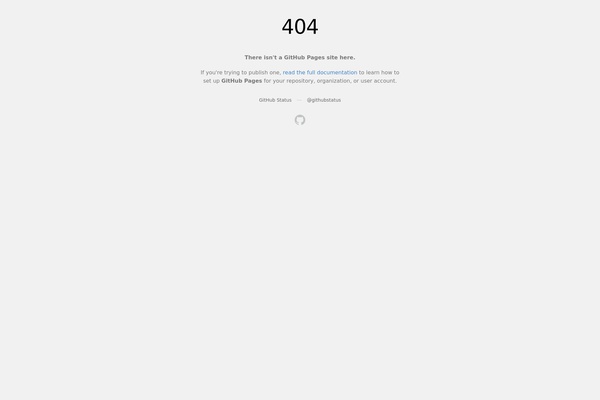 404
There isn't a GitHub Pages site here.
If you're trying to publish one, read the full documentation to learn how to
set up GitHub Pages for your repository, organization, or user account.
GitHub Status — @githubstatus